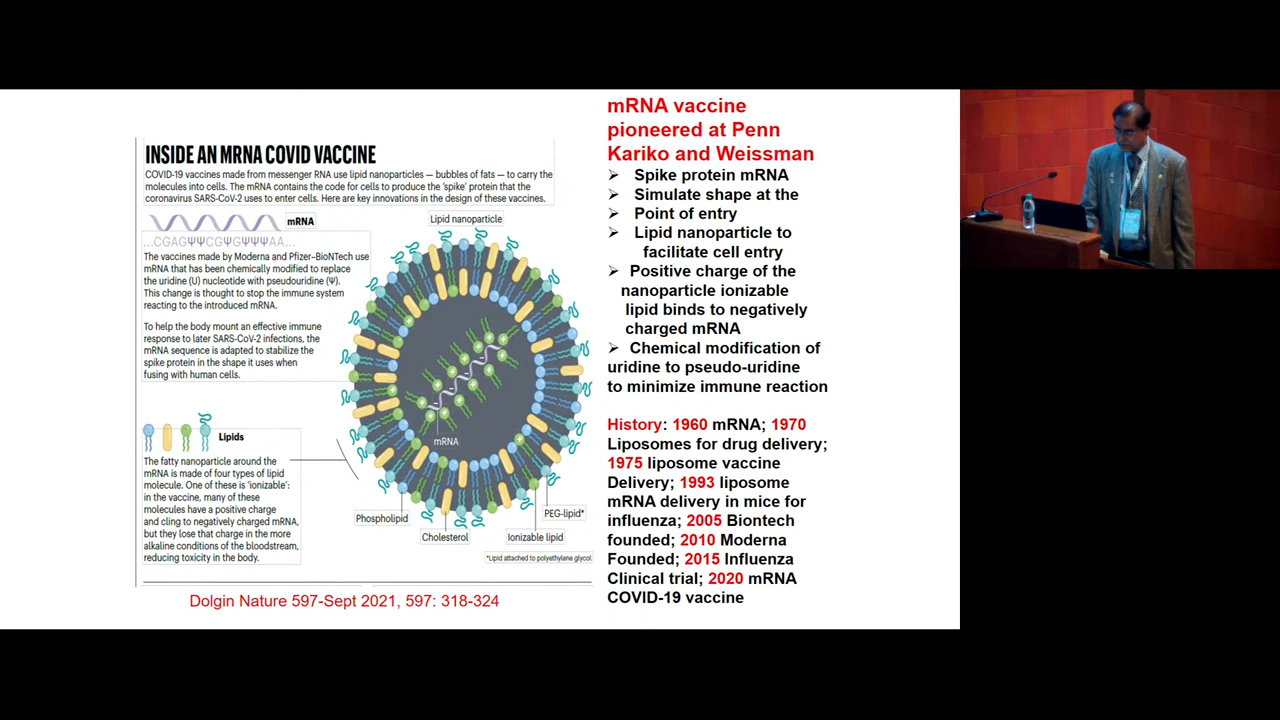 INSIDE AN MRNA COVID VACCINE
COVID-19 vaccines made from messenger RNA use lipid nanoparticles — bubbles of fats — to carry the
molecules into cells. The mRNA contains the code for cells to produce the 'spike' protein that the
coronavirus SARS-CoV-2 uses to enter cells. Here are key innovations in the design of these vaccines.
mRNA
...CGAGΨΨCGΨGΨΨΨAA...
The vaccines made by Moderna and Pfizer–BioNTech use
mRNA that has been chemically modified to replace
the uridine (U) nucleotide with pseudouridine (Ψ).
This change is thought to stop the immune system
reacting to the introduced mRNA.
To help the body mount an effective immune
response to later SARS-CoV-2 infections, the
mRNA sequence is adapted to stabilize the
spike protein in the shape it uses when
fusing with human cells.
Lipids
The fatty nanoparticle around the
mRNA is made of four types of lipid
molecule. One of these is 'ionizable':
in the vaccine, many of these
molecules have a positive charge
and cling to negatively charged mRNA,
but they lose that charge in the more
alkaline conditions of the bloodstream,
reducing toxicity in the body.
Lipid nanoparticle
mRNA
Phospholipid
Cholesterol
Ionizable lipid
PEG-lipid*
*Lipid attached to polyethylene glycol
Dolgin Nature 597-Sept 2021, 597: 318-324
mRNA vaccine
pioneered at Penn
Kariko and Weissman
➢ Spike protein mRNA
➢ Simulate shape at the
➢ Point of entry
➢ Lipid nanoparticle to
facilitate cell entry
➢ Positive charge of the
nanoparticle ionizable
lipid binds to negatively
charged mRNA
➢ Chemical modification of
uridine to pseudo-uridine
to minimize immune reaction
History: 1960 mRNA; 1970
Liposomes for drug delivery;
1975 liposome vaccine
Delivery; 1993 liposome
mRNA delivery in mice for
influenza; 2005 Biontech
founded; 2010 Moderna
Founded; 2015 Influenza
Clinical trial; 2020 mRNA
COVID-19 vaccine